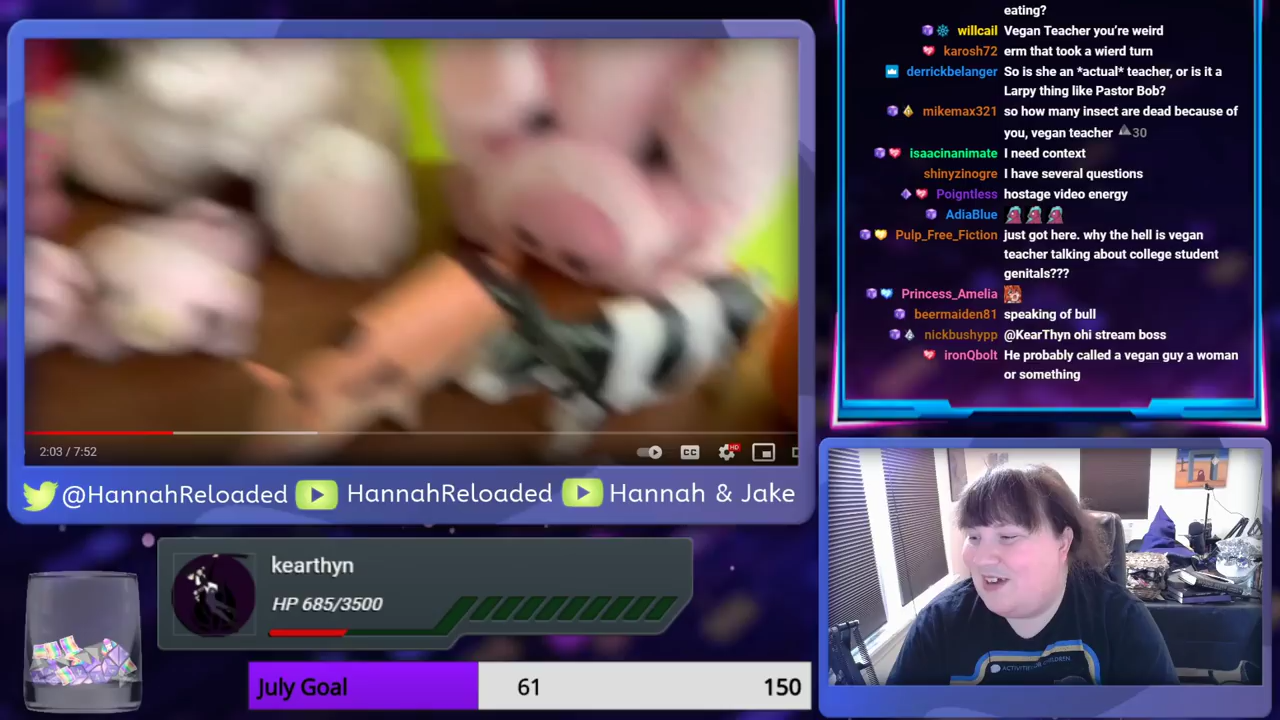 2:03 / 7:52
CC
HD
@HannahReloaded HannahReloaded Hannah & Jake
kearthyn
HP 685/3500
July Goal 61 150
eating?
willcail Vegan Teacher you're weird
karosh72 erm that took a wierd turn
derrickbelanger So is she an *actual* teacher, or is it a
Larpy thing like Pastor Bob?
mikemax321 so how many insect are dead because of
you, vegan teacher 30
isaacinanimate I need context
shinyzinogre I have several questions
Poigntless hostage video energy
AdiaBlue
Pulp_Free_Fiction just got here. why the hell is vegan
teacher talking about college student
genitals???
Princess_Amelia
beermaiden81 speaking of bull
nickbushypp @KearThyn ohi stream boss
ironQbolt He probably called a vegan guy a woman
or something